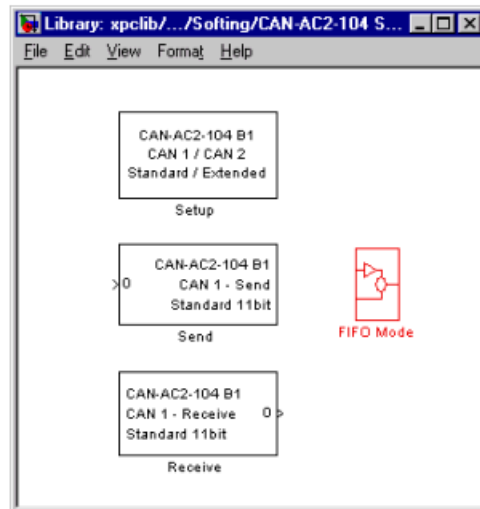 Library: xpclib/.../Softing/CAN-AC2-104 S...
File Edit View Format Help
CAN-AC2-104 B1
CAN 1 / CAN 2
Standard / Extended
Setup
CAN-AC2-104 B1
0 CAN 1 - Send
Standard 11bit
Send
FIFO Mode
CAN-AC2-104 B1
CAN 1 - Receive 0
Standard 11bit
Receive